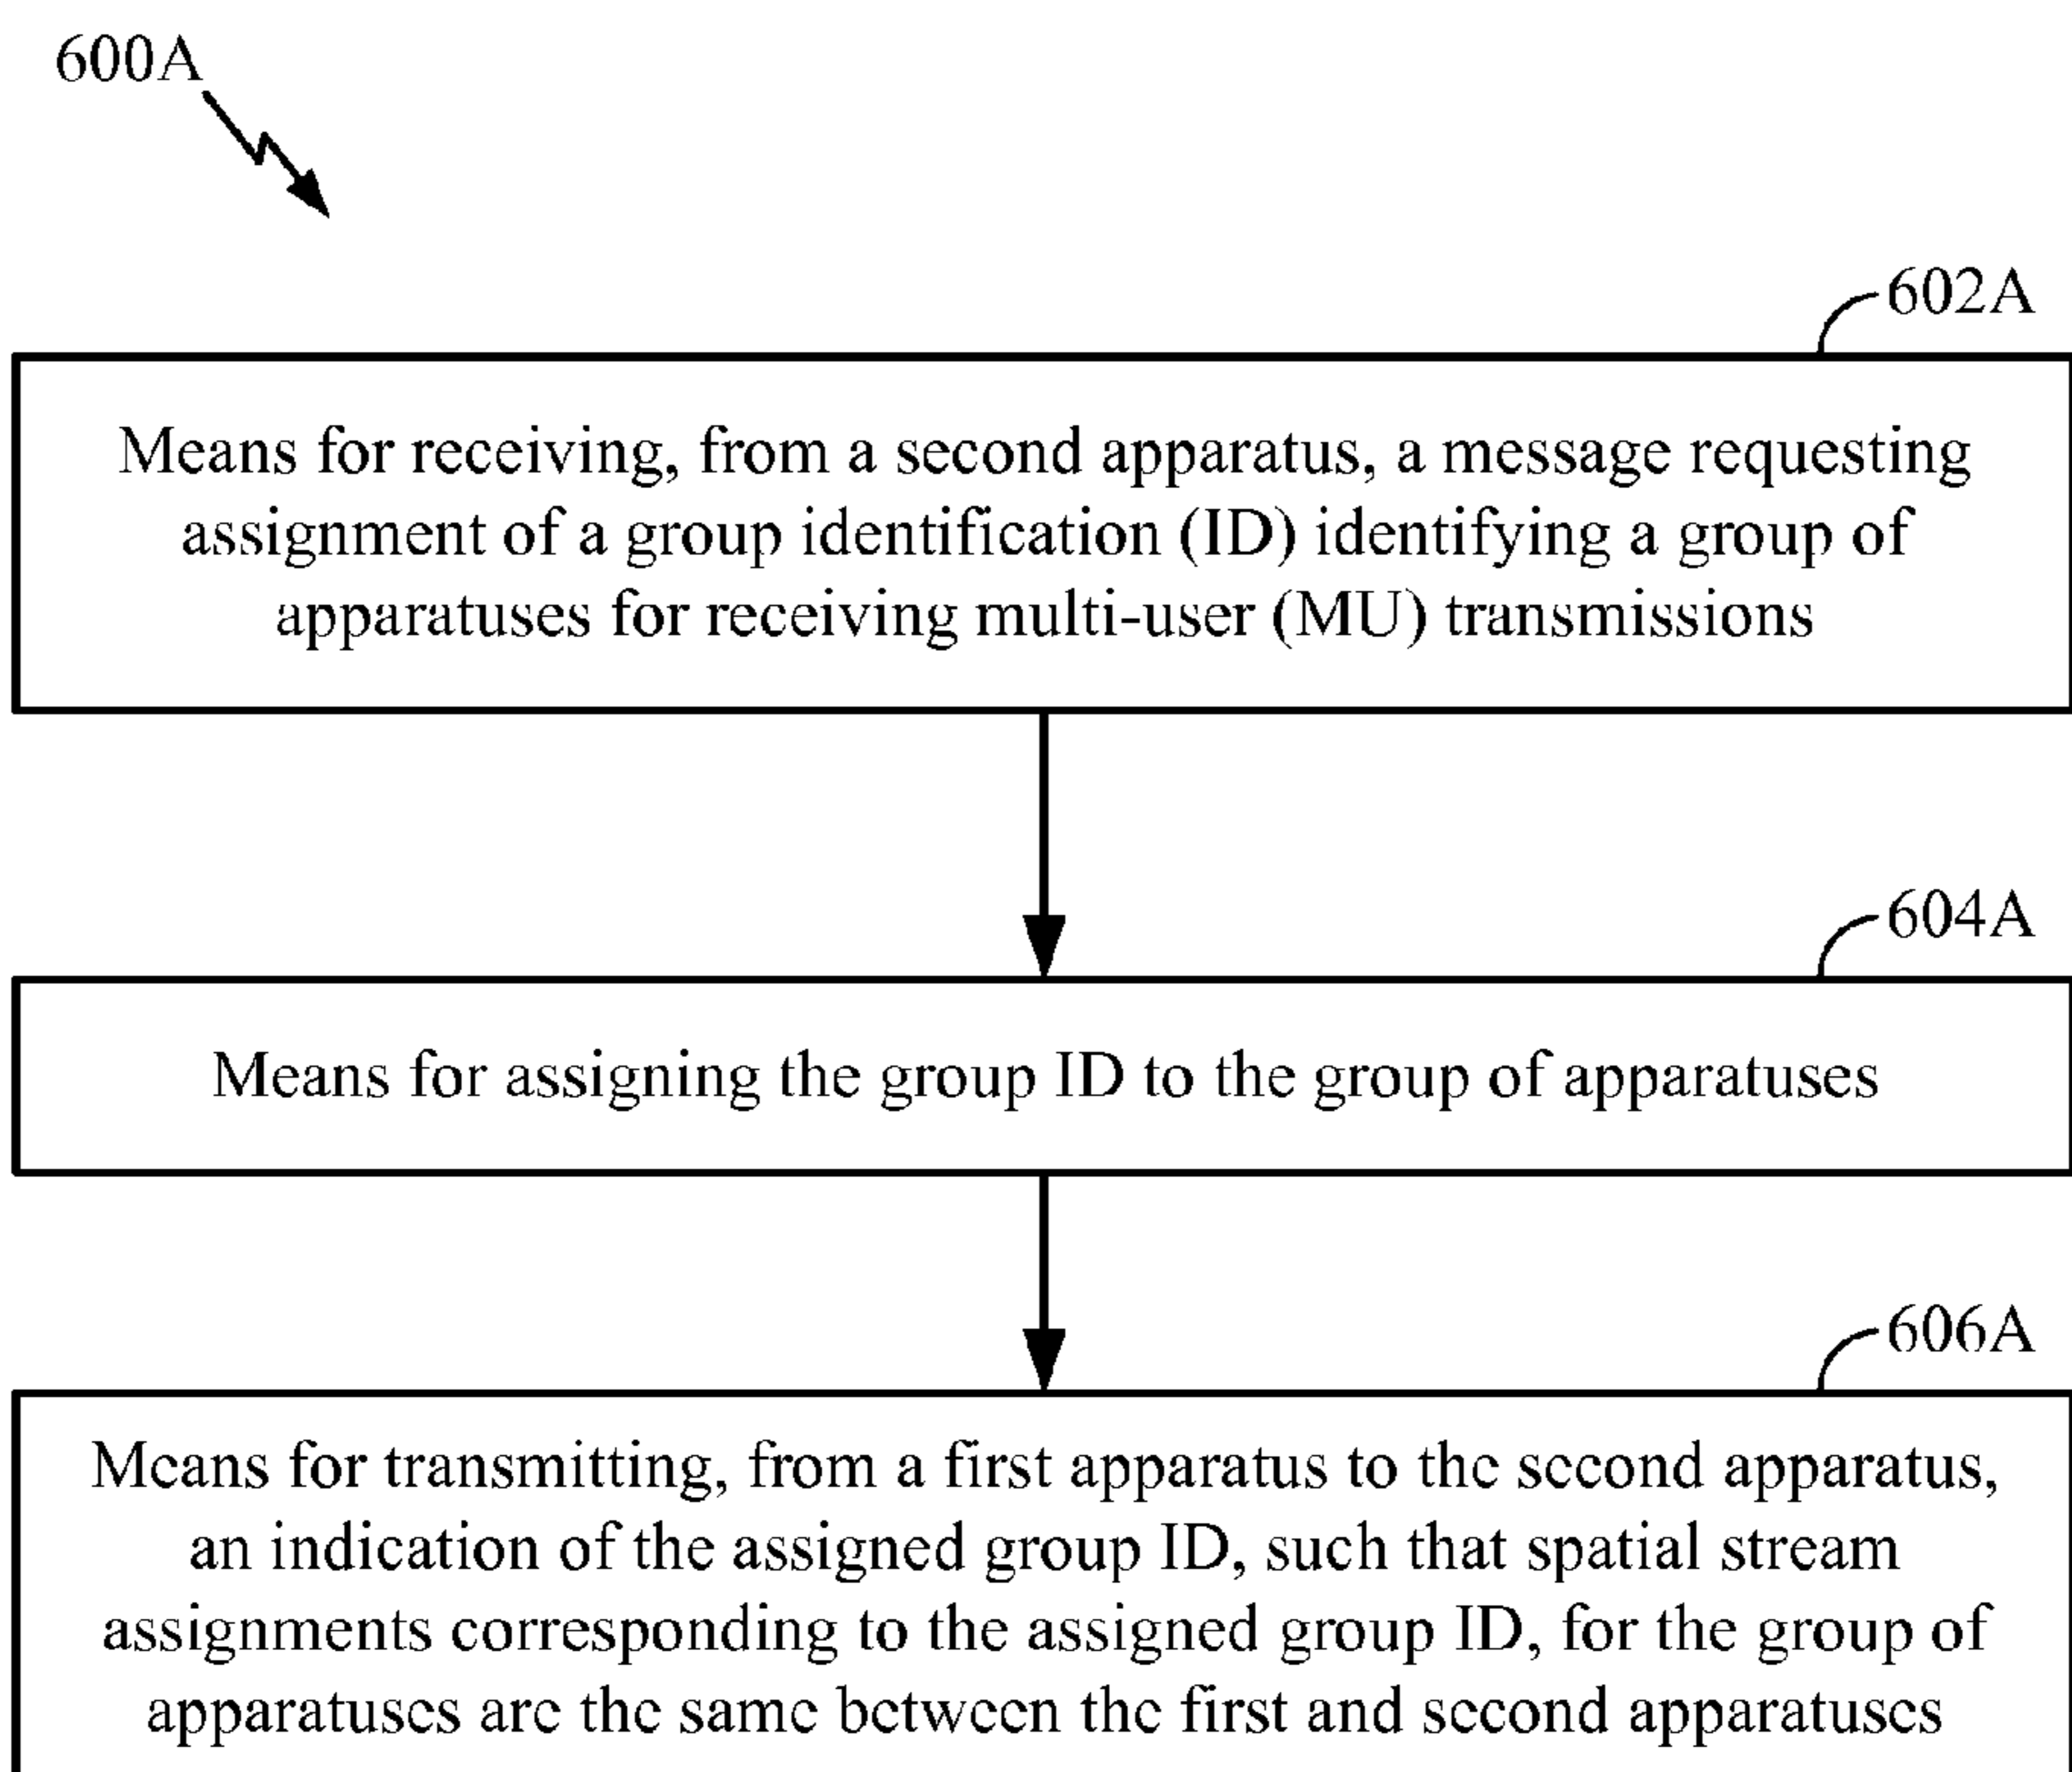 600A
602A
Means for receiving, from a second apparatus, a message requesting
assignment of a group identification (ID) identifying a group of
apparatuses for receiving multi-user (MU) transmissions
604A
Means for assigning the group ID to the group of apparatuses
606A
Means for transmitting, from a first apparatus to the second apparatus,
an indication of the assigned group ID, such that spatial stream
assignments corresponding to the assigned group ID, for the group of
apparatuses are the same between the first and second apparatuses